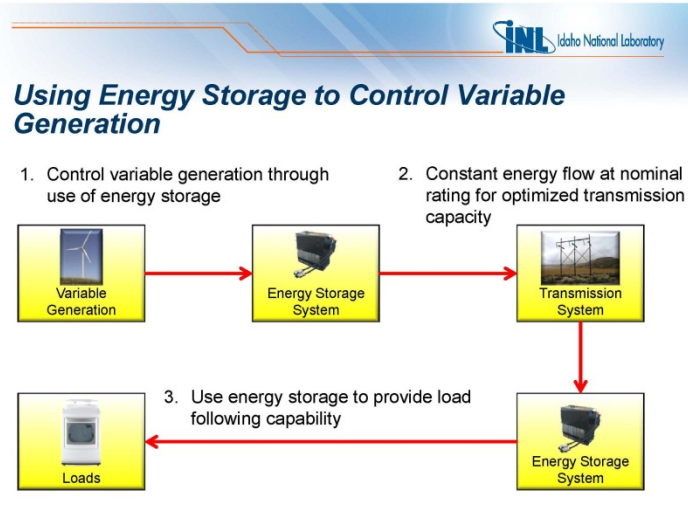 INL Idaho National Laboratory
Using Energy Storage to Control Variable
Generation
1. Control variable generation through
use of energy storage
2. Constant energy flow at nominal
rating for optimized transmission
capacity
Variable
Generation
Energy Storage
System
Transmission
System
3. Use energy storage to provide load
following capability
Loads
Energy Storage
System